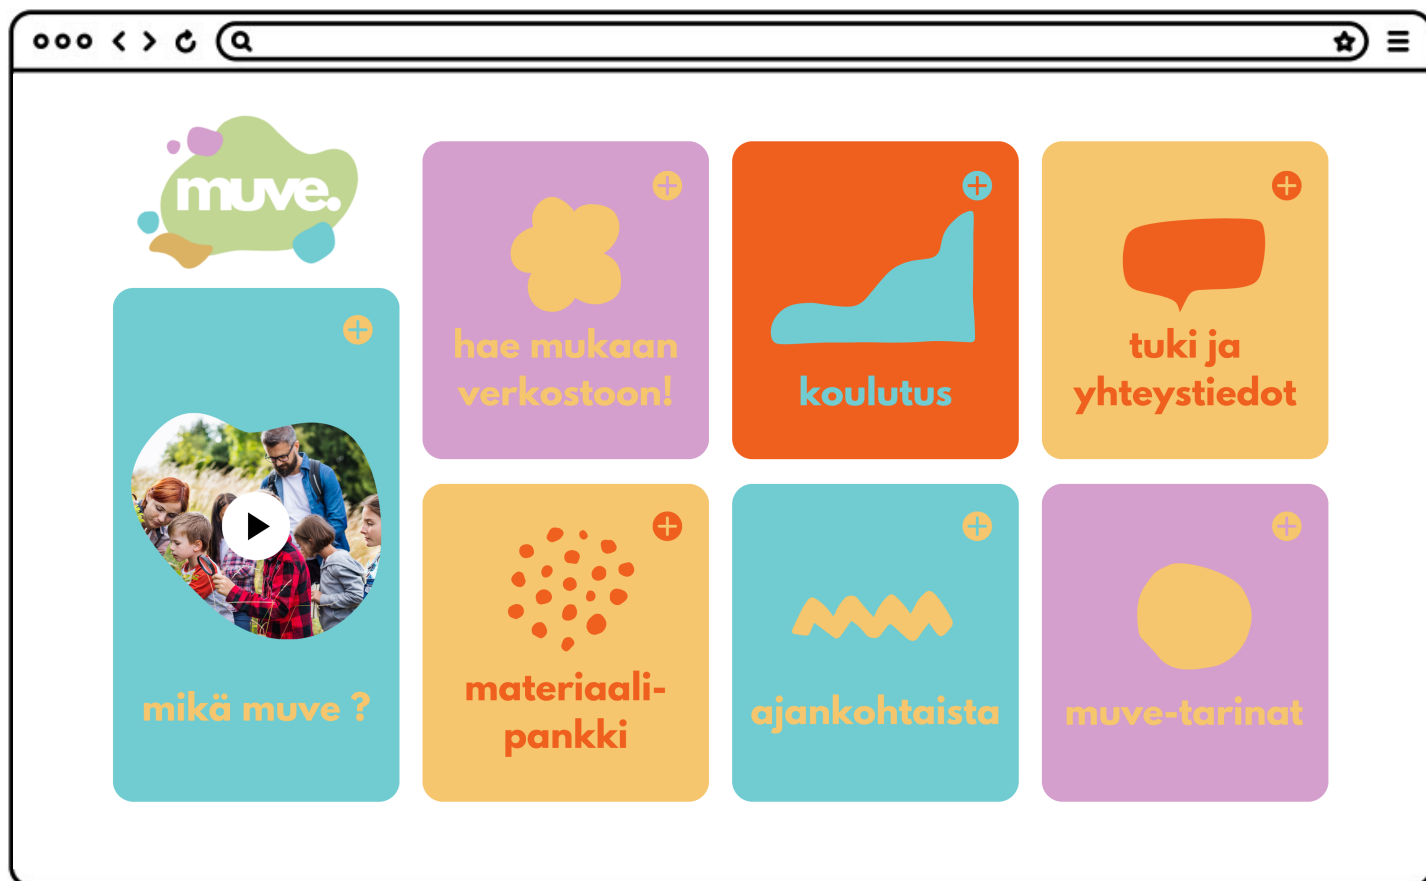 muve.
mikä muve ?
hae mukaan
verkostoon!
koulutus
tuki ja
yhteystiedot
materiaali-
pankki
ajankohtaista
muve-tarinat